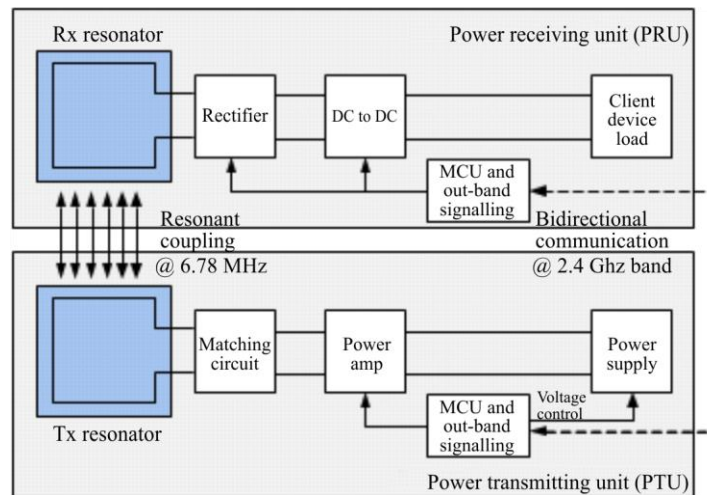 Rx resonator
Power receiving unit (PRU)
Rectifier
DC to DC
Client
device
load
MCU and
out-band
signalling
Resonant
coupling
@ 6.78 MHz
Bidirectional
communication
@ 2.4 Ghz band
Matching
circuit
Power
amp
Power
supply
Voltage
control
MCU and
out-band
signalling
Tx resonator
Power transmitting unit (PTU)